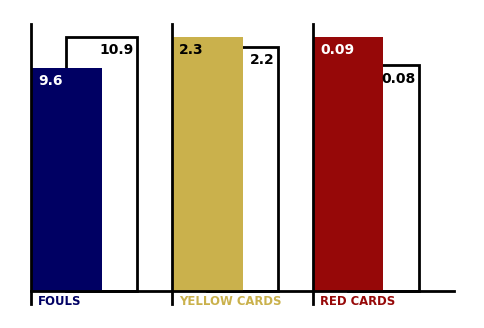 10.9
9.6
2.3
2.2
0.09
0.08
FOULS
YELLOW CARDS
RED CARDS